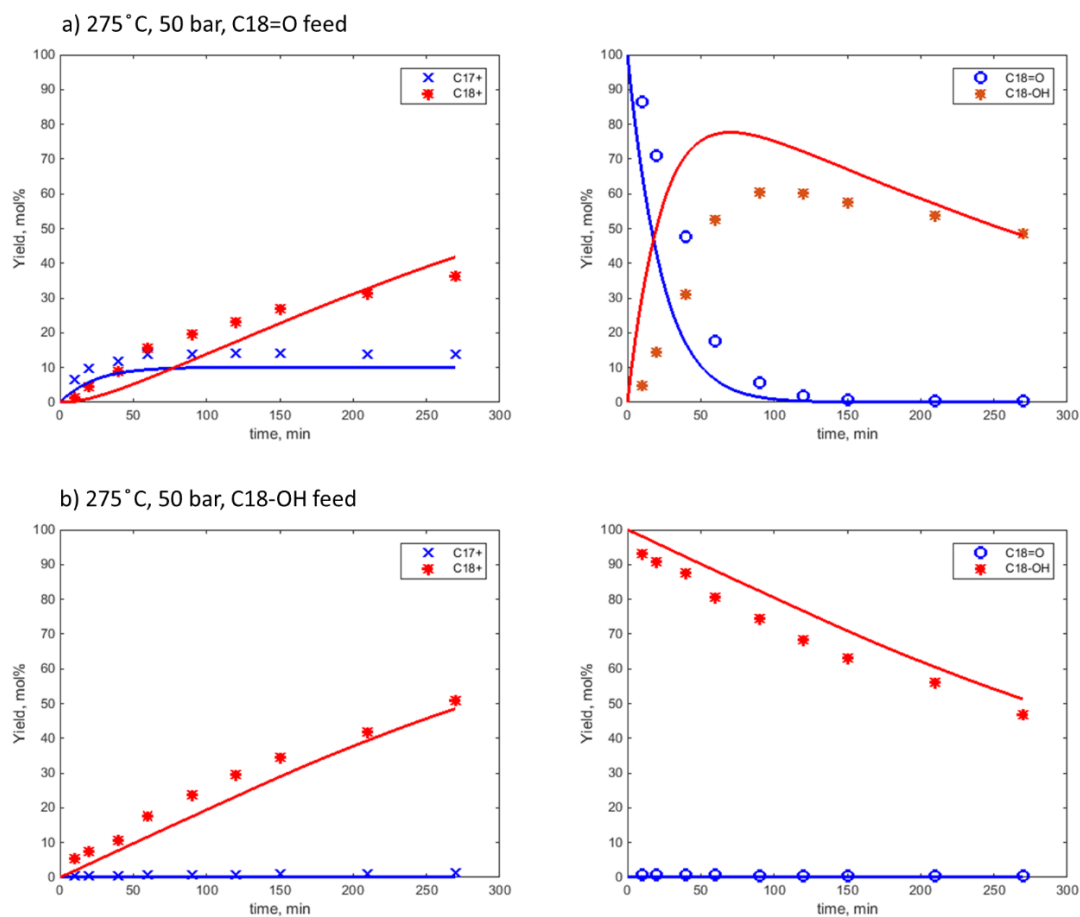 a) 275˚C, 50 bar, C18=O feed
100
90
80
70
60
50
40
30
20
10
0
Yield, mol%
C17+
C18+
0 50 100 150 200 250 300
time, min
100
90
80
70
60
50
40
30
20
10
0
Yield, mol%
C18=O
C18-OH
0 50 100 150 200 250 300
time, min
b) 275˚C, 50 bar, C18-OH feed
100
90
80
70
60
50
40
30
20
10
0
Yield, mol%
C17+
C18+
0 50 100 150 200 250 300
time, min
100
90
80
70
60
50
40
30
20
10
0
Yield, mol%
C18=O
C18-OH
0 50 100 150 200 250 300
time, min